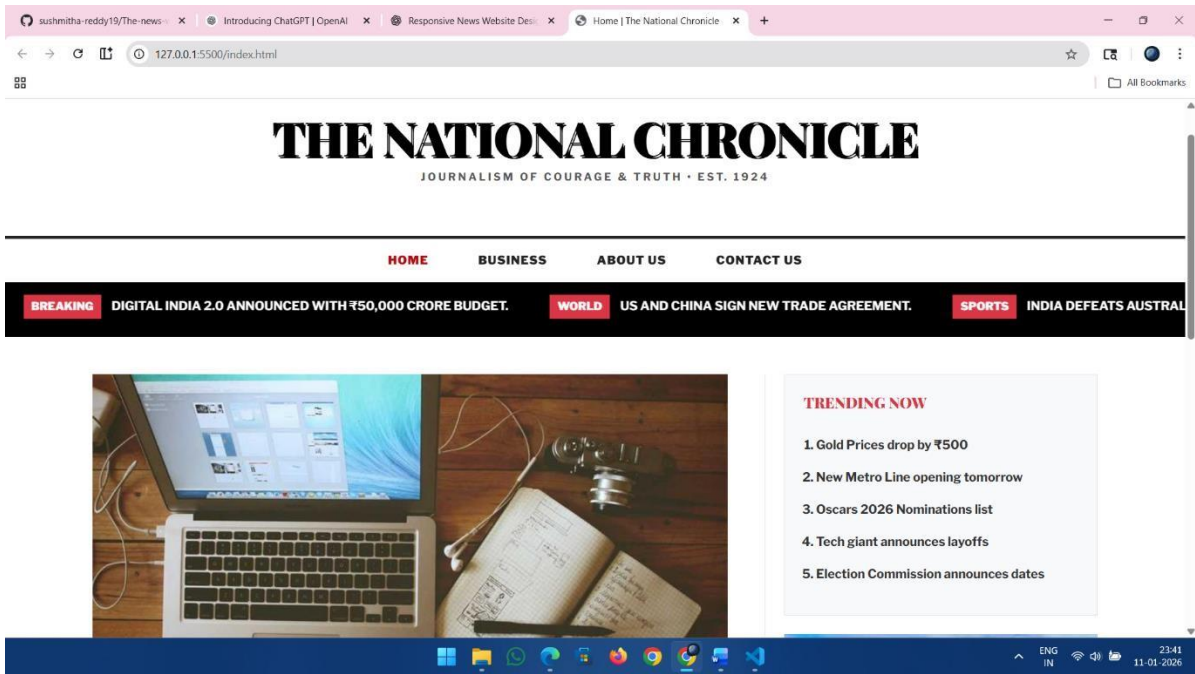 sushmitha-reddy19/The-news-
Introducing ChatGPT | OpenAI
Responsive News Website Desi
Home | The National Chronicle
127.0.0.1:5500/index.html
All Bookmarks
THE NATIONAL CHRONICLE
JOURNALISM OF COURAGE & TRUTH • EST. 1924
HOME BUSINESS ABOUT US CONTACT US
BREAKING DIGITAL INDIA 2.0 ANNOUNCED WITH ₹50,000 CRORE BUDGET. WORLD US AND CHINA SIGN NEW TRADE AGREEMENT. SPORTS INDIA DEFEATS AUSTRAL
TRENDING NOW
1. Gold Prices drop by ₹500
2. New Metro Line opening tomorrow
3. Oscars 2026 Nominations list
4. Tech giant announces layoffs
5. Election Commission announces dates
ENG
IN
23:41
11-01-2026